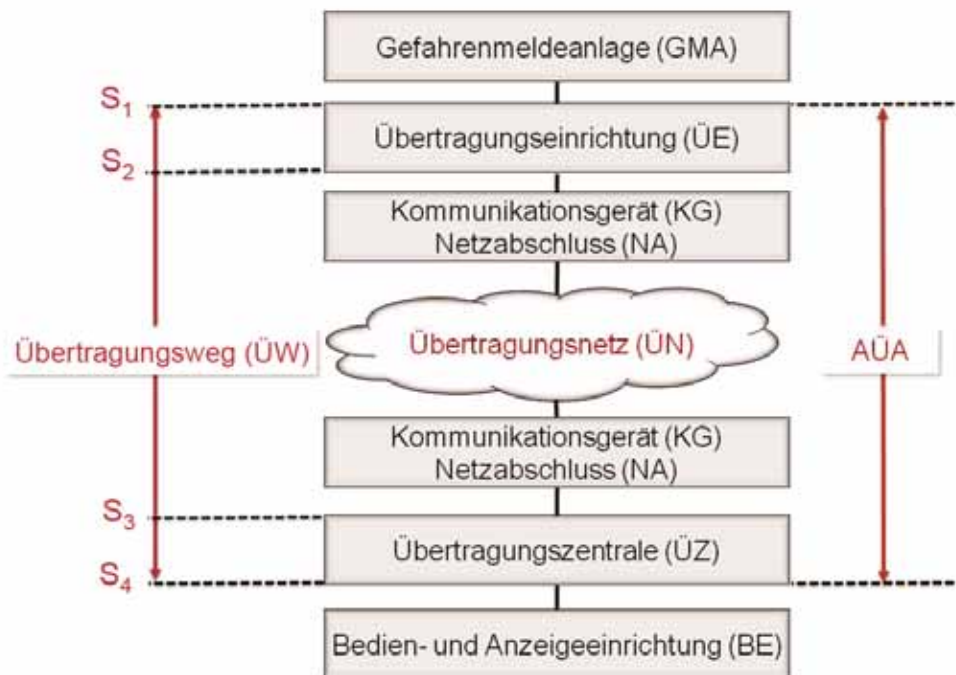 Gefahrenmeldeanlage (GMA)
S₁
Übertragungseinrichtung (ÜE)
S₂
Kommunikationsgerät (KG)
Netzabschluss (NA)
Übertragungsweg (ÜW)
Übertragungsnetz (ÜN)
AÜA
Kommunikationsgerät (KG)
Netzabschluss (NA)
S₃
Übertragungszentrale (ÜZ)
S₄
Bedien- und Anzeigeeinrichtung (BE)